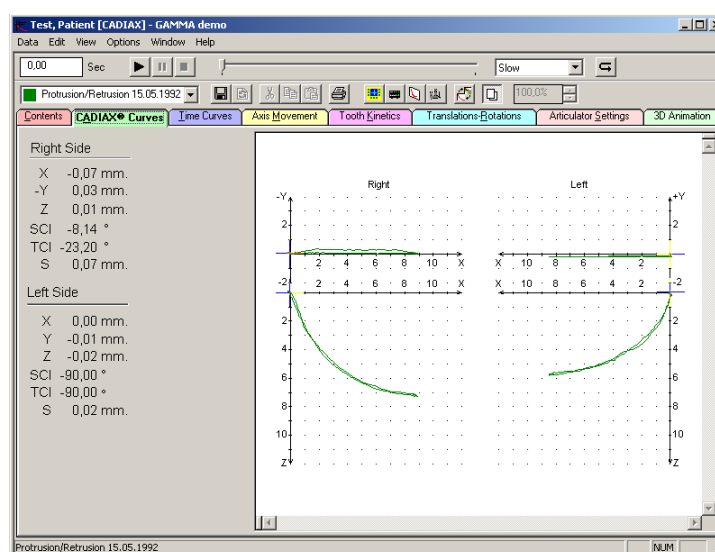 Test, Patient [CADIAX] - GAMMA demo
Data Edit View Options Window Help
0,00 Sec Slow
Protrusion/Retrusion 15.05.1992 100,0%
Contents CADIAX® Curves Time Curves Axis Movement Tooth Kinetics Translations-Rotations Articulator Settings 3D Animation
Right Side
X -0,07 mm.
-Y 0,03 mm.
Z 0,01 mm.
SCI -8,14 °
TCI -23,20 °
S 0,07 mm.
Left Side
X 0,00 mm.
Y -0,01 mm.
Z -0,02 mm.
SCI -90,00 °
TCI -90,00 °
S 0,02 mm.
Right Left
-Y +Y
2 2
2 4 6 8 10 X X 10 8 6 4 2
-2 2 4 6 8 10 X X 10 8 6 4 2 -2
2 2
4 4
6 6
8 8
10 10
Z Z
Protrusion/Retrusion 15.05.1992 NUM